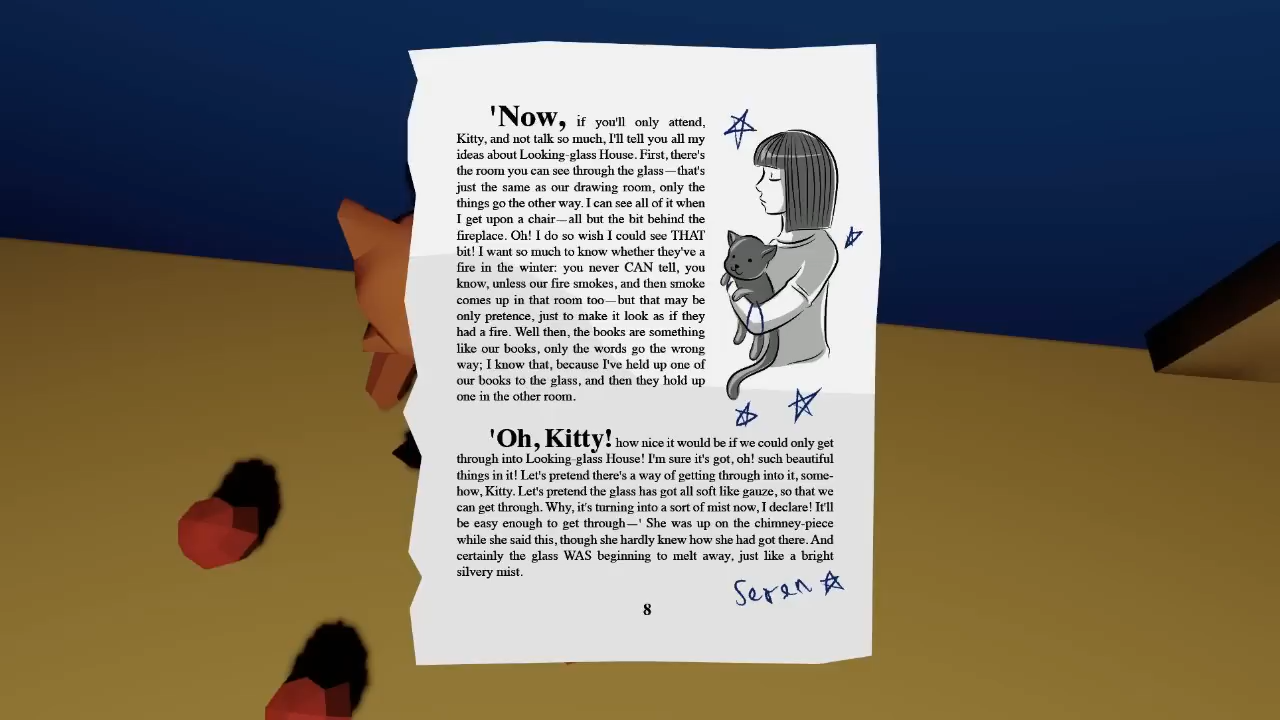 'Now, if you'll only attend,
Kitty, and not talk so much, I'll tell you all my
ideas about Looking-glass House. First, there's
the room you can see through the glass—that's
just the same as our drawing room, only the
things go the other way. I can see all of it when
I get upon a chair—all but the bit behind the
fireplace. Oh! I do so wish I could see THAT
bit! I want so much to know whether they've a
fire in the winter: you never CAN tell, you
know, unless our fire smokes, and then smoke
comes up in that room too—but that may be
only pretence, just to make it look as if they
had a fire. Well then, the books are something
like our books, only the words go the wrong
way; I know that, because I've held up one of
our books to the glass, and then they hold up
one in the other room.
'Oh, Kitty! how nice it would be if we could only get
through into Looking-glass House! I'm sure it's got, oh! such beautiful
things in it! Let's pretend there's a way of getting through into it, some-
how, Kitty. Let's pretend the glass has got all soft like gauze, so that we
can get through. Why, it's turning into a sort of mist now, I declare! It'll
be easy enough to get through—' She was up on the chimney-piece
while she said this, though she hardly knew how she had got there. And
certainly the glass WAS beginning to melt away, just like a bright
silvery mist.
Seren
8